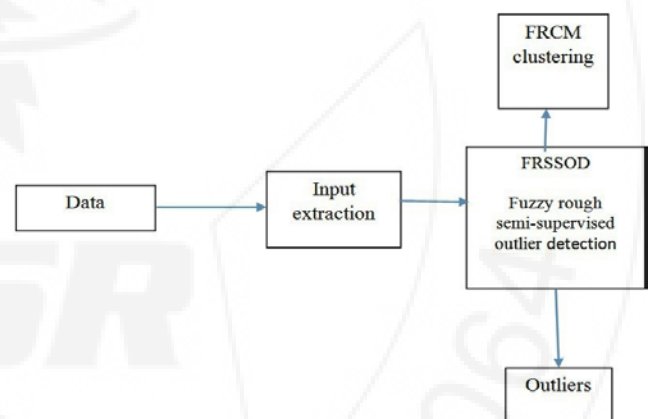 FRCM
clustering
FRSSOD
Fuzzy rough
semi-supervised
outlier detection
Data
Input
extraction
Outliers